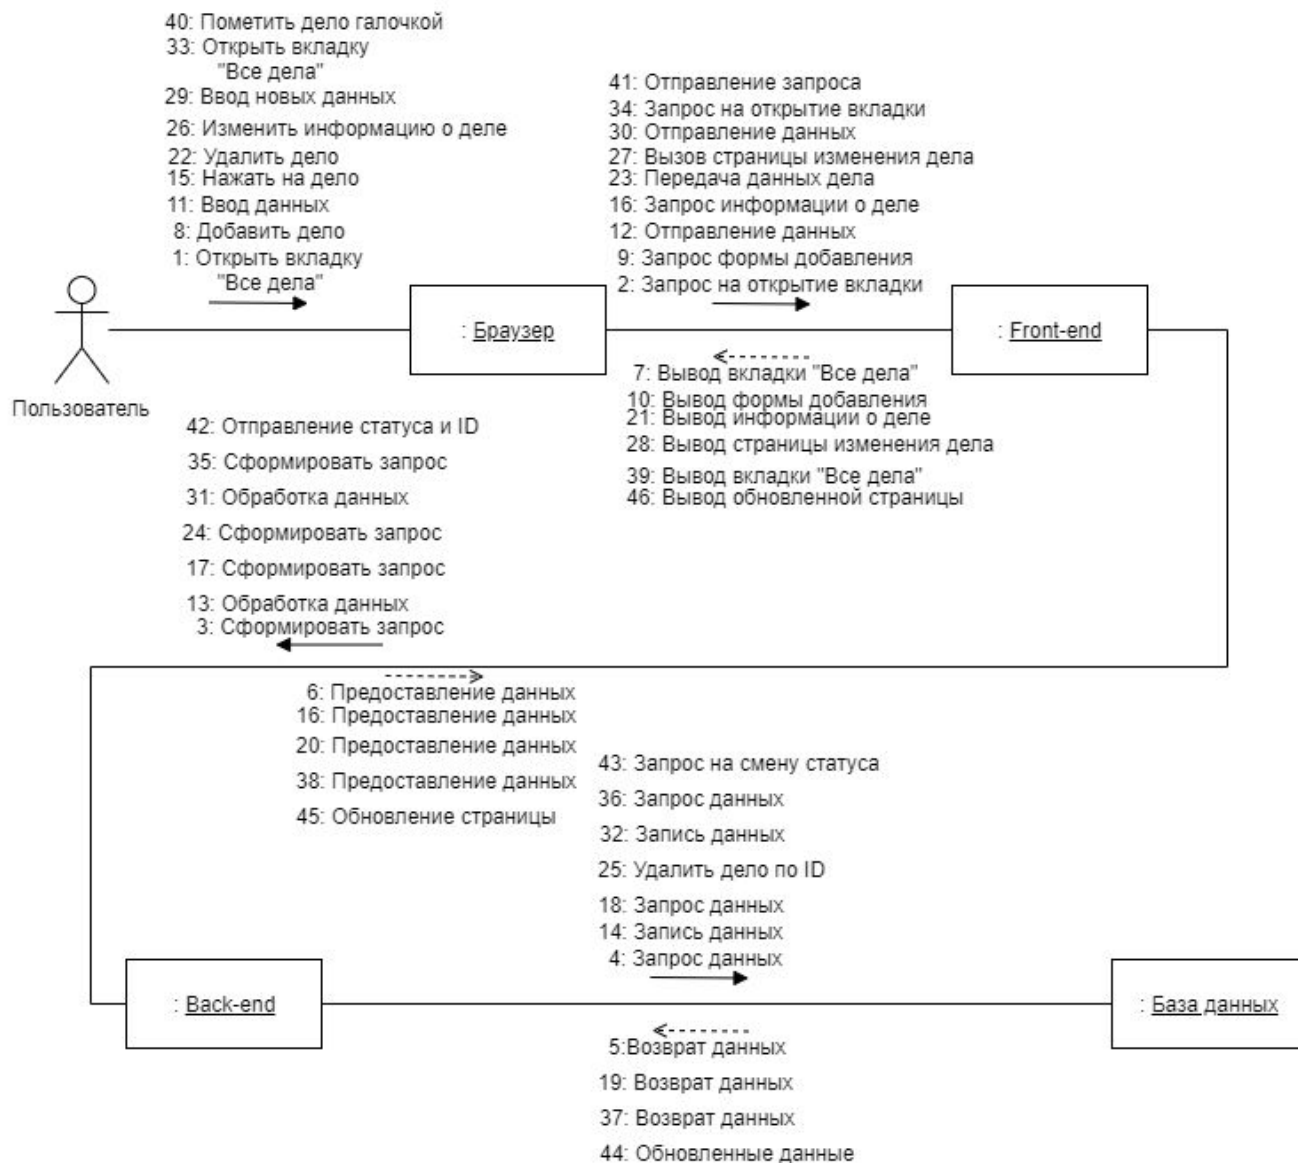 40: Пометить дело галочкой
33: Открыть вкладку
"Все дела"
29: Ввод новых данных
26: Изменить информацию о деле
22: Удалить дело
15: Нажать на дело
11: Ввод данных
8: Добавить дело
1: Открыть вкладку
"Все дела"
41: Отправление запроса
34: Запрос на открытие вкладки
30: Отправление данных
27: Вызов страницы изменения дела
23: Передача данных дела
16: Запрос информации о деле
12: Отправление данных
9: Запрос формы добавления
2: Запрос на открытие вкладки
: Браузер
: Front-end
Пользователь
7: Вывод вкладки "Все дела"
10: Вывод формы добавления
21: Вывод информации о деле
28: Вывод страницы изменения дела
39: Вывод вкладки "Все дела"
46: Вывод обновленной страницы
42: Отправление статуса и ID
35: Сформировать запрос
31: Обработка данных
24: Сформировать запрос
17: Сформировать запрос
13: Обработка данных
3: Сформировать запрос
6: Предоставление данных
16: Предоставление данных
20: Предоставление данных
38: Предоставление данных
45: Обновление страницы
43: Запрос на смену статуса
36: Запрос данных
32: Запись данных
25: Удалить дело по ID
18: Запрос данных
14: Запись данных
4: Запрос данных
: Back-end
: База данных
5:Возврат данных
19: Возврат данных
37: Возврат данных
44: Обновленные данные